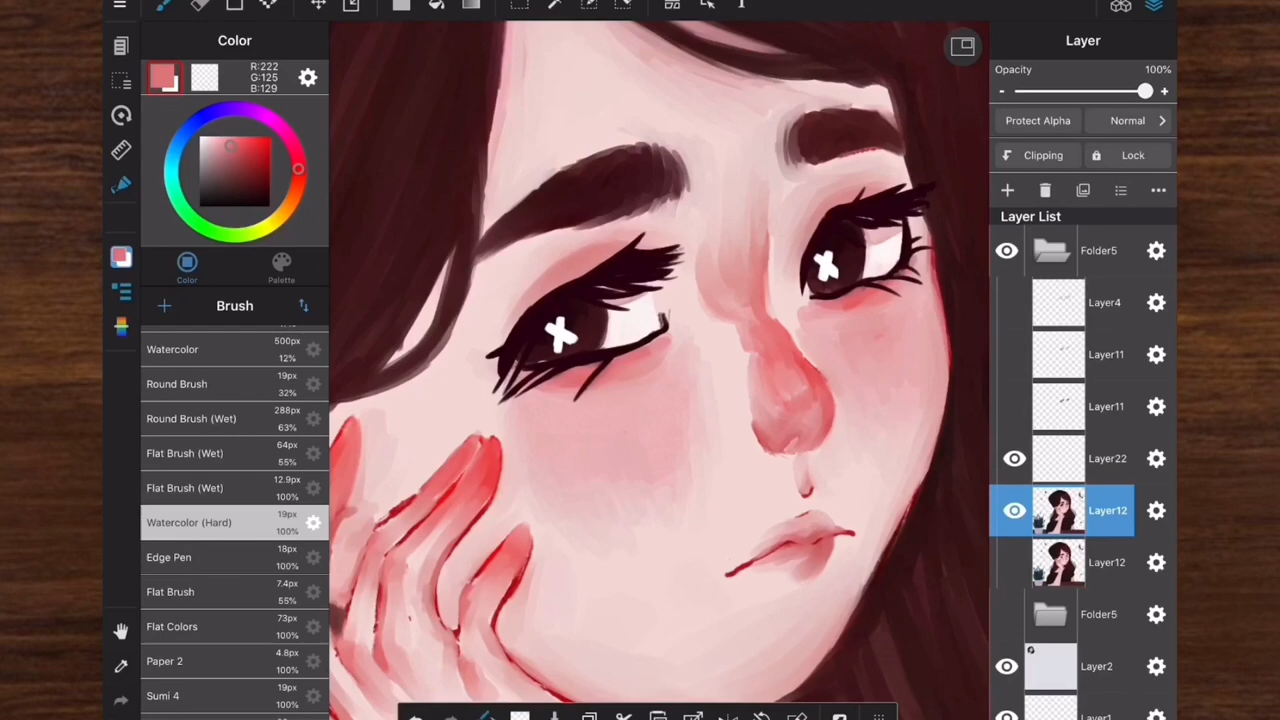 Color
R:222
G:125
B:129
Color
Palette
Brush
Watercolor
500px
12%
Round Brush
19px
32%
Round Brush (Wet)
288px
63%
Flat Brush (Wet)
64px
55%
Flat Brush (Wet)
12.9px
100%
Watercolor (Hard)
19px
100%
Edge Pen
18px
100%
Flat Brush
7.4px
55%
Flat Colors
73px
100%
Paper 2
4.8px
100%
Sumi 4
19px
100%
Layer
Opacity
100%
- +
Protect Alpha
Normal
Clipping
Lock
Layer List
Folder5
Layer4
Layer11
Layer11
Layer22
Layer12
Layer12
Folder5
Layer2
Layer1